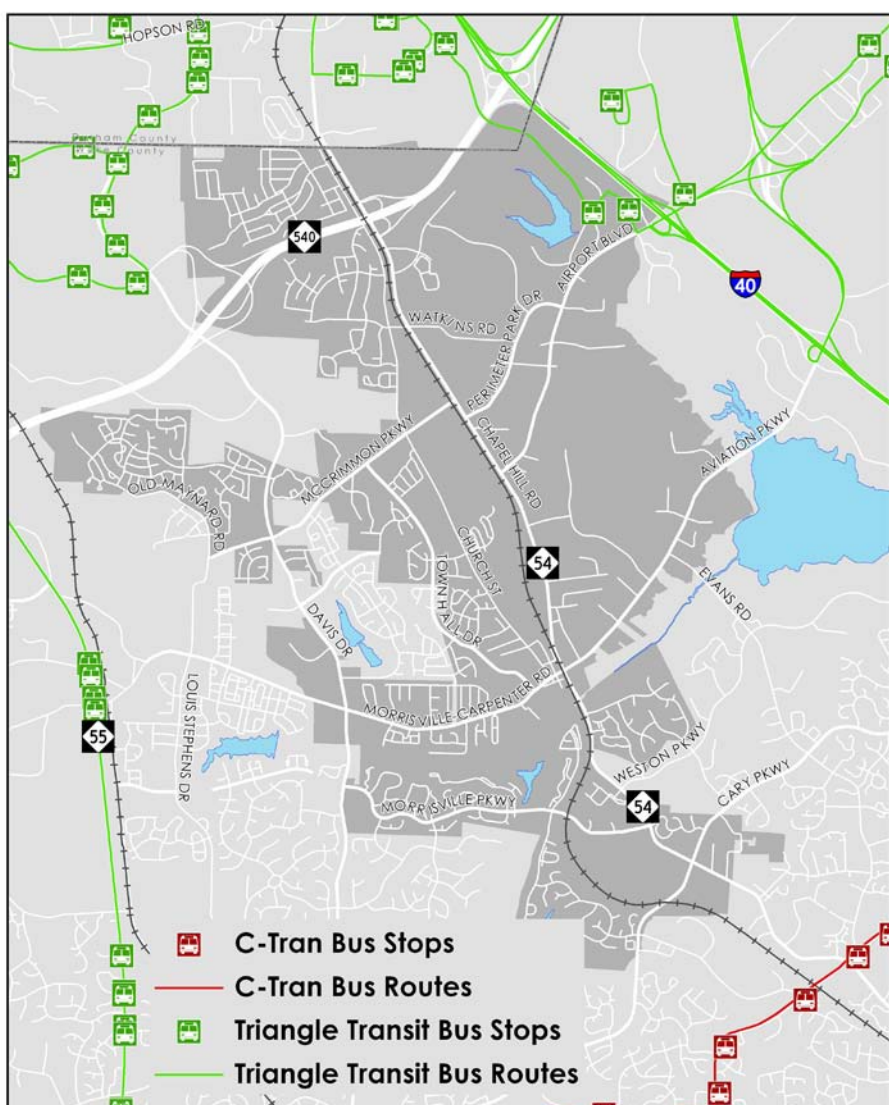 HOPSON RD
Durham County
Wake County
540
40
AIRPORT BLVD
WATKINS RD
PERIMETER PARK DR
CHAPEL HILL RD
AVIATION PKWY
MCCRIMMON PKWY
OLD MAYNARD RD
CHURCH ST
54
TOWN HALL DR
EVANS RD
DAVIS DR
LOUIS STEPHENS DR
MORRISVILLE-CARPENTER RD
55
WESTON PKWY
CARY PKWY
54
MORRISVILLE PKWY
C-Tran Bus Stops
C-Tran Bus Routes
Triangle Transit Bus Stops
Triangle Transit Bus Routes